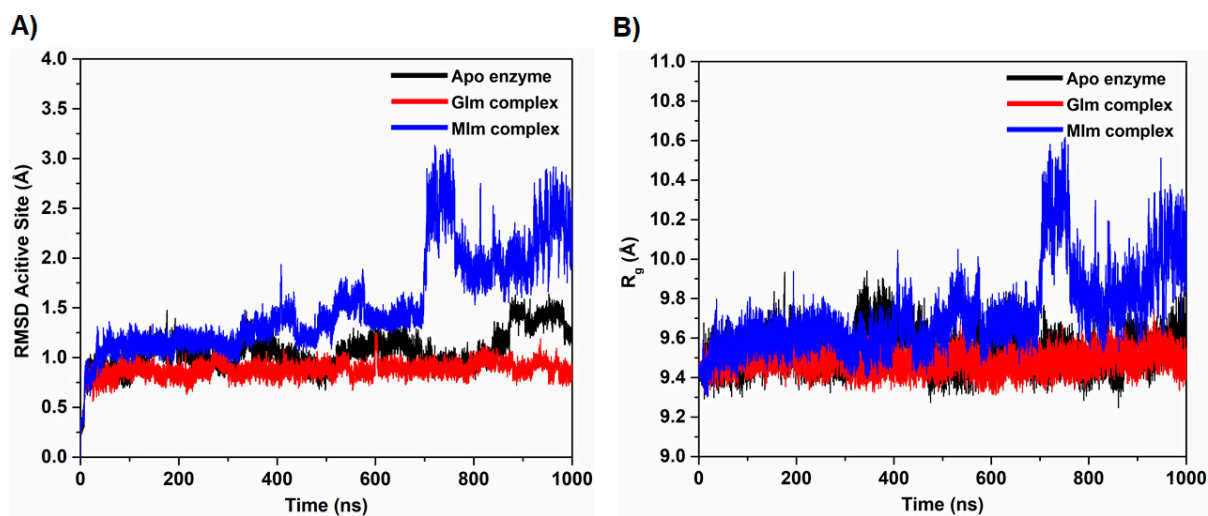 A)
4.0
3.5
3.0
2.5
2.0
1.5
1.0
0.5
0.0
RMSD Acitive Site (Å)
Apo enzyme
GIm complex
MIm complex
0 200 400 600 800 1000
Time (ns)
B)
11.0
10.8
10.6
10.4
10.2
10.0
9.8
9.6
9.4
9.2
9.0
Rg (Å)
Apo enzyme
GIm complex
MIm complex
0 200 400 600 800 1000
Time (ns)